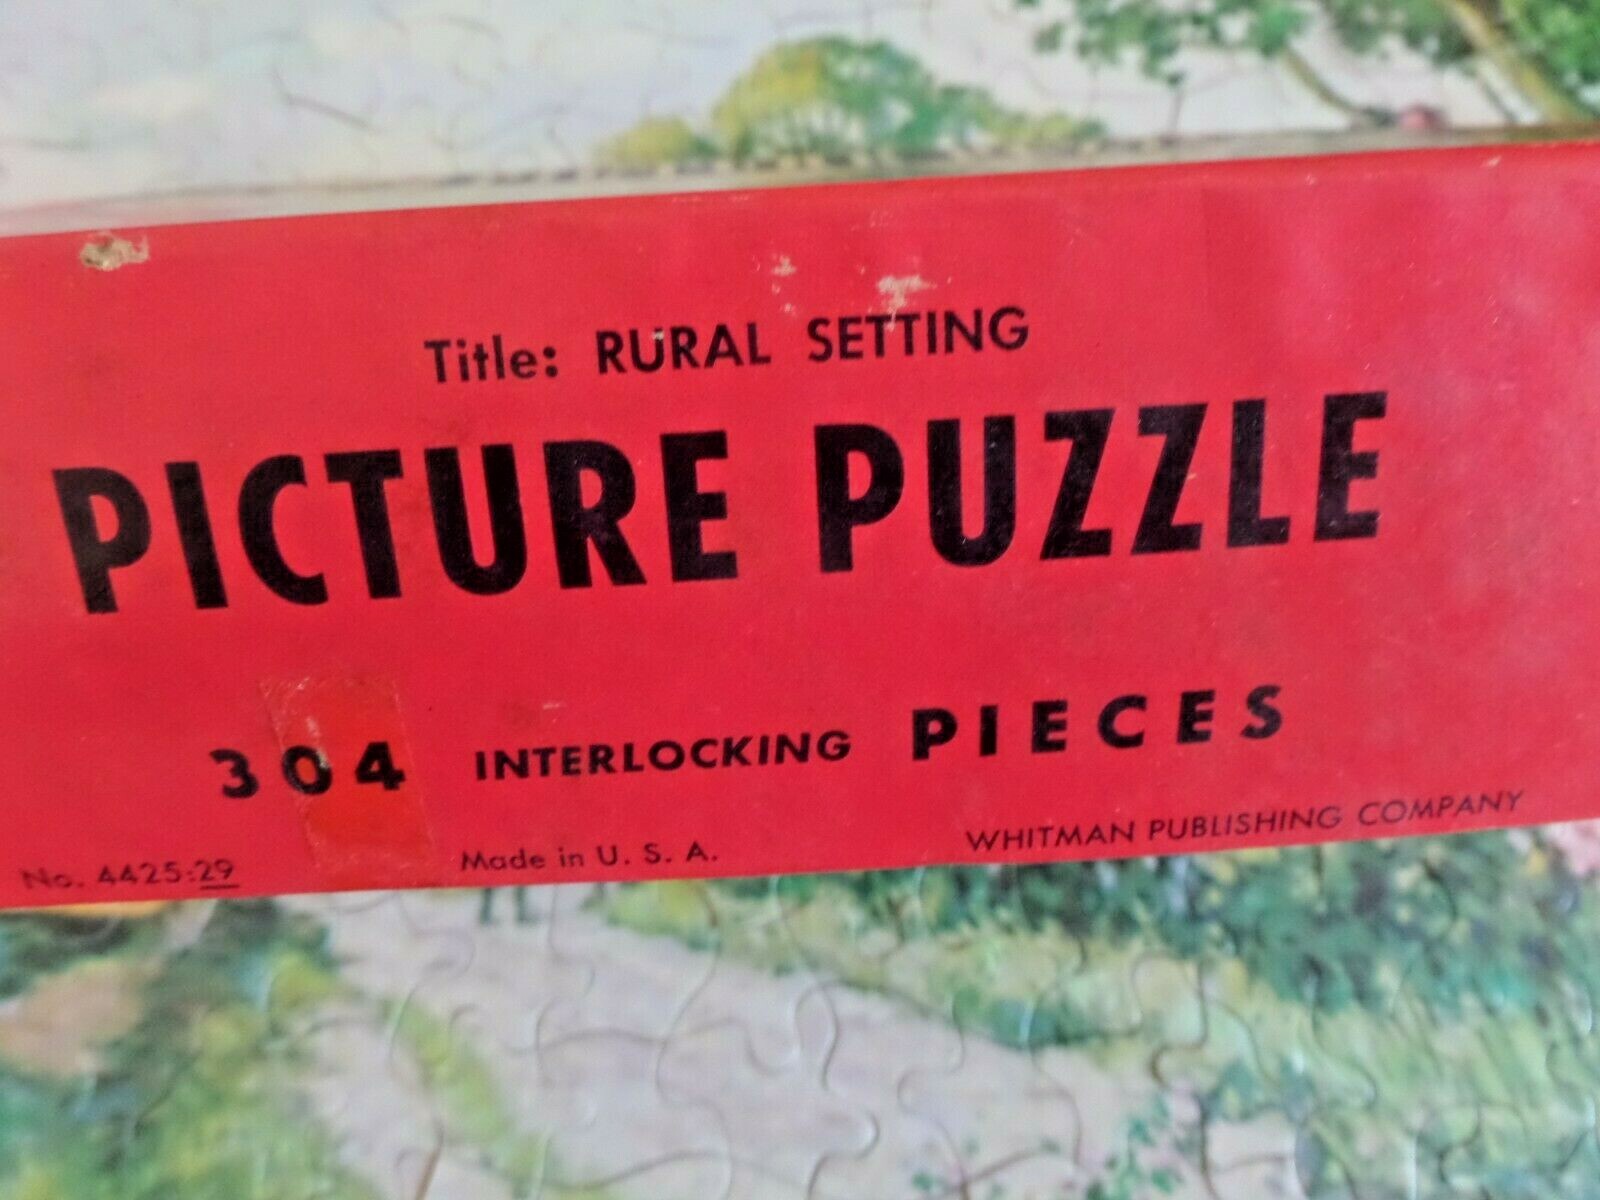 Title: RURAL SETTING
PICTURE PUZZLE
304 INTERLOCKING PIECES
No. 4425:29
Made in U. S. A.
WHITMAN PUBLISHING COMPANY